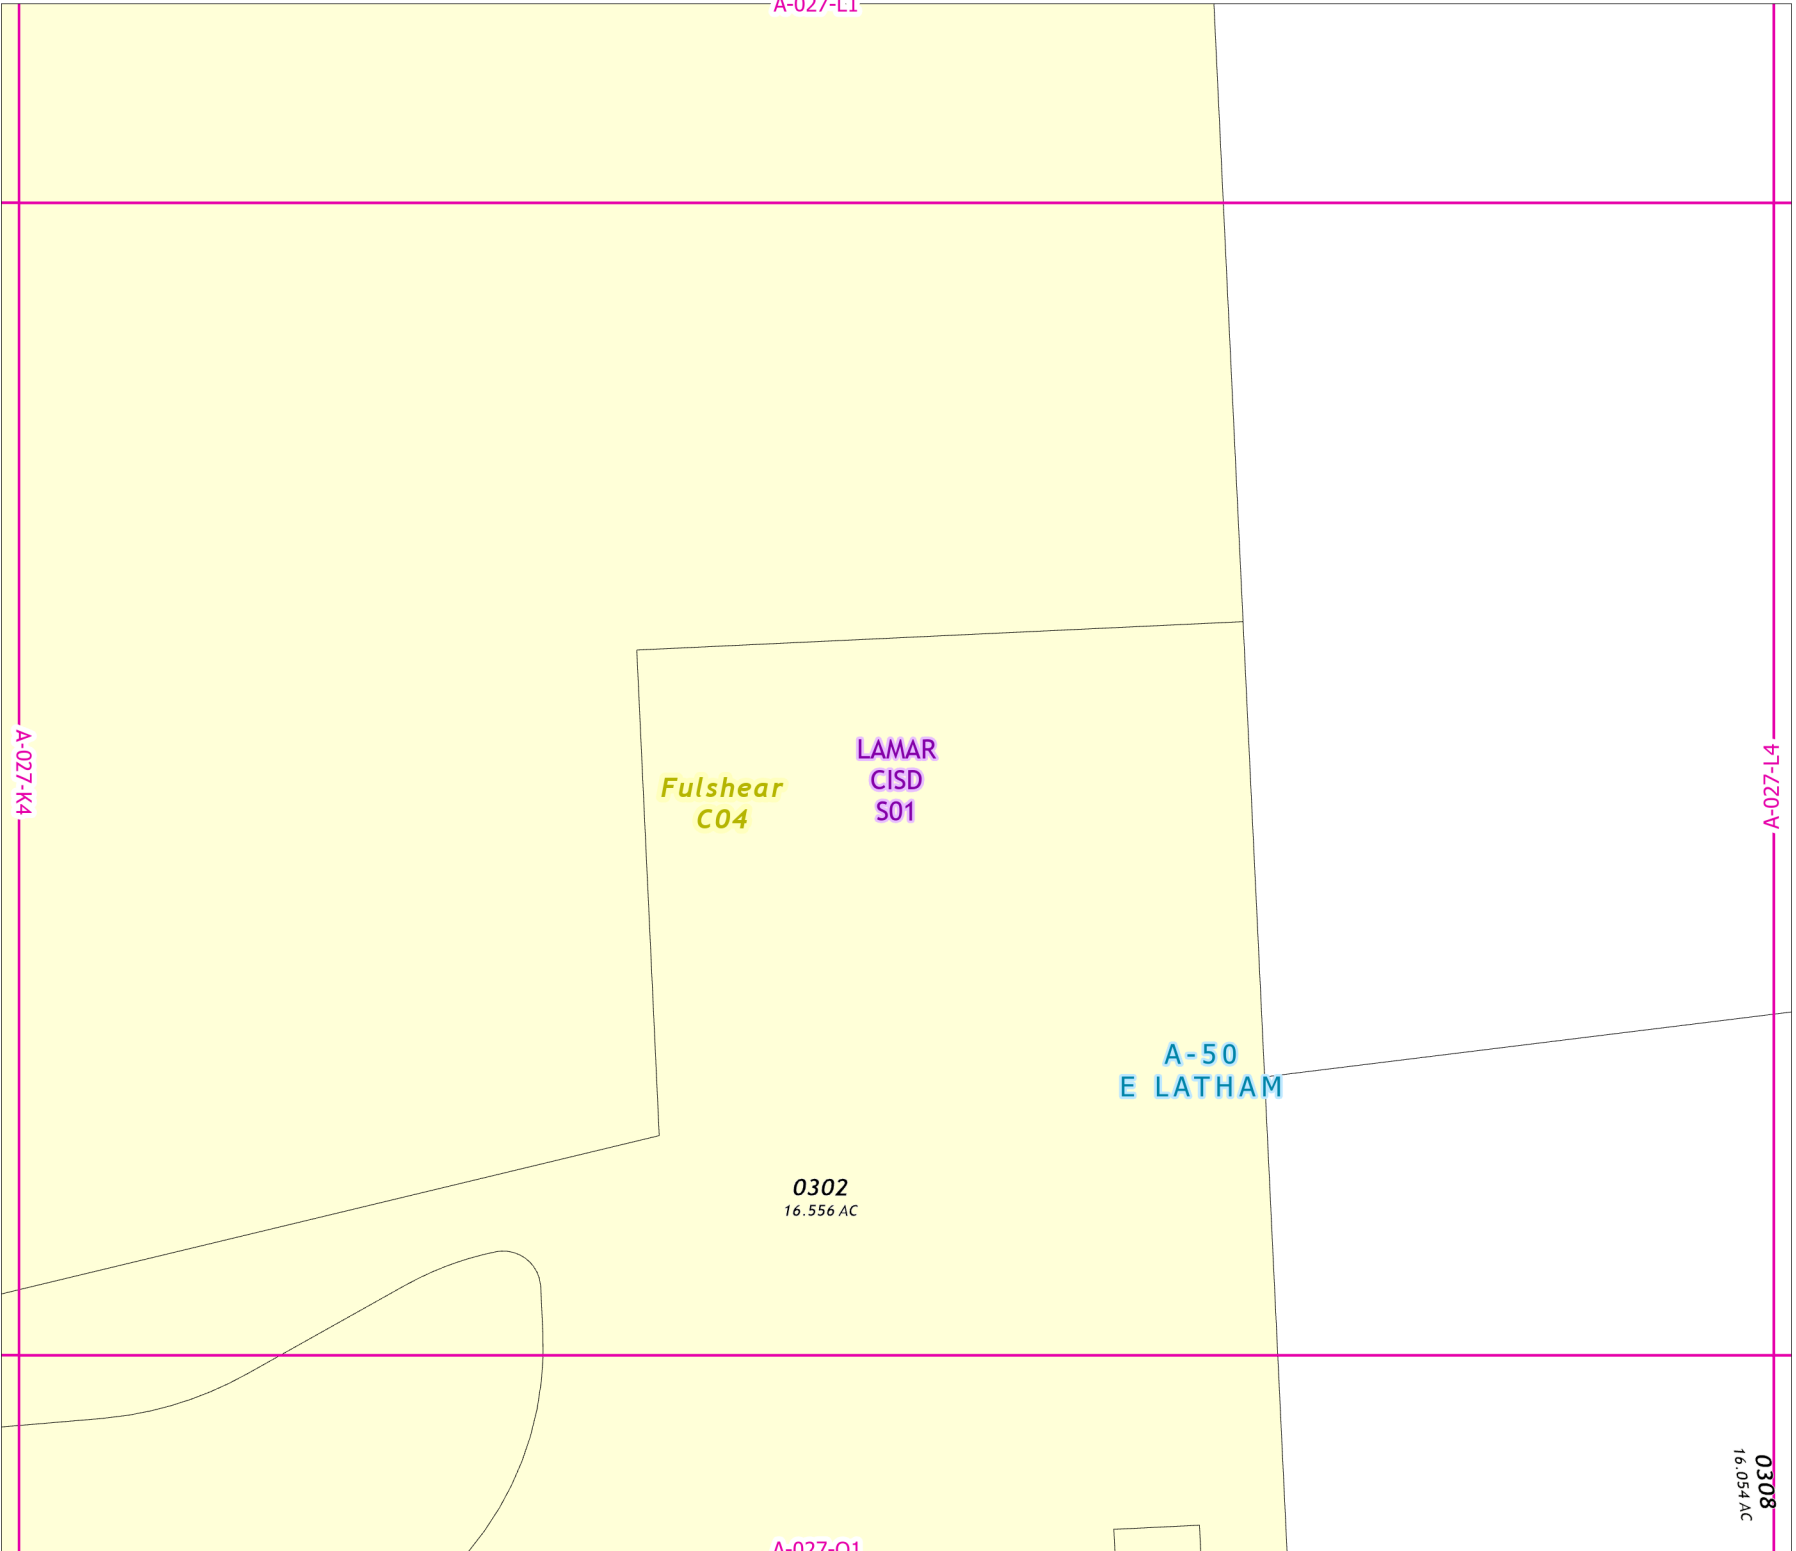 A-027-L1
A-027-K4
LAMAR
CISD
S01
Fulshear
C04
A-027-L4
A-50
E LATHAM
0302
16.556 AC
0308
16.054 AC
A-027-Q1